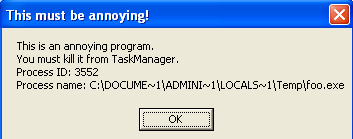 This must be annoying!
This is an annoying program.
You must kill it from TaskManager.
Process ID: 3552
Process name: C:\DOCUME~1\ADMINI~1\LOCALS~1\Temp\foo.exe
OK